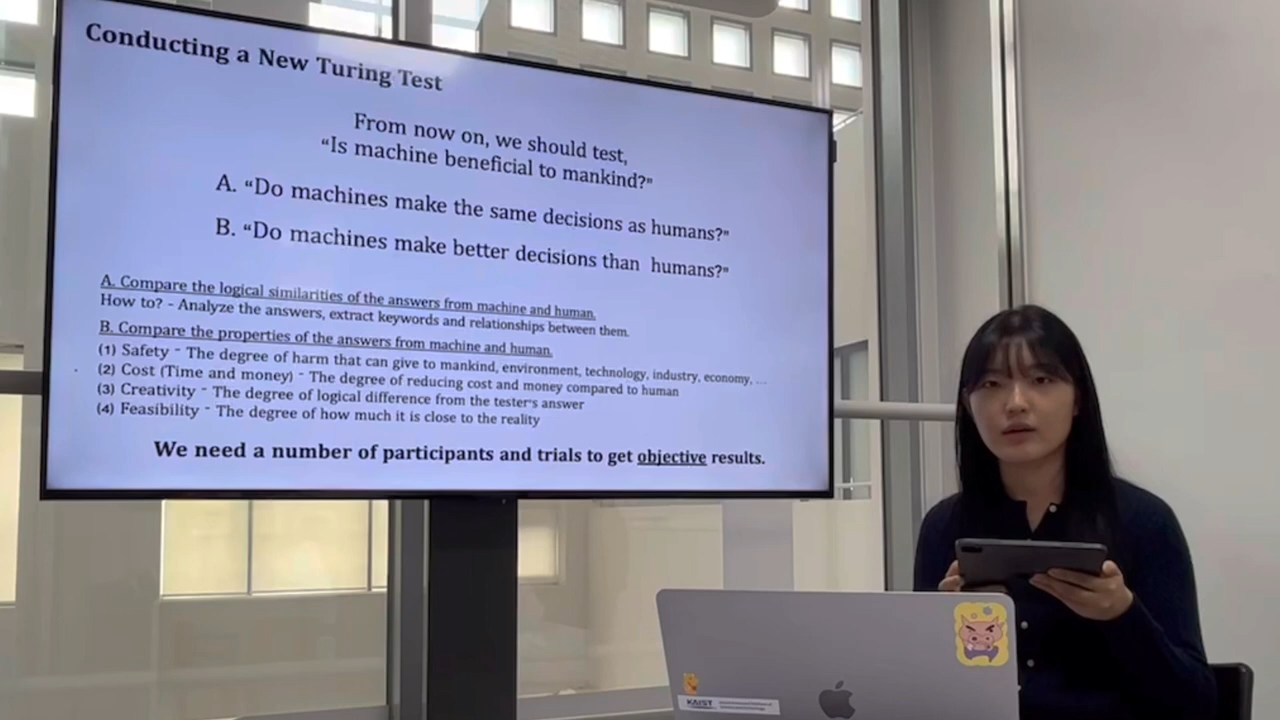 Conducting a New Turing Test
From now on, we should test,
“Is machine beneficial to mankind?”
A. “Do machines make the same decisions as humans?”
B. “Do machines make better decisions than humans?”
A. Compare the logical similarities of the answers from machine and human.
How to? - Analyze the answers, extract keywords and relationships between them.
B. Compare the properties of the answers from machine and human.
(1) Safety - The degree of harm that can give to mankind, environment, technology, industry, economy, …
(2) Cost (Time and money) - The degree of reducing cost and money compared to human
(3) Creativity - The degree of logical difference from the tester's answer
(4) Feasibility - The degree of how much it is close to the reality
We need a number of participants and trials to get objective results.
KAIST